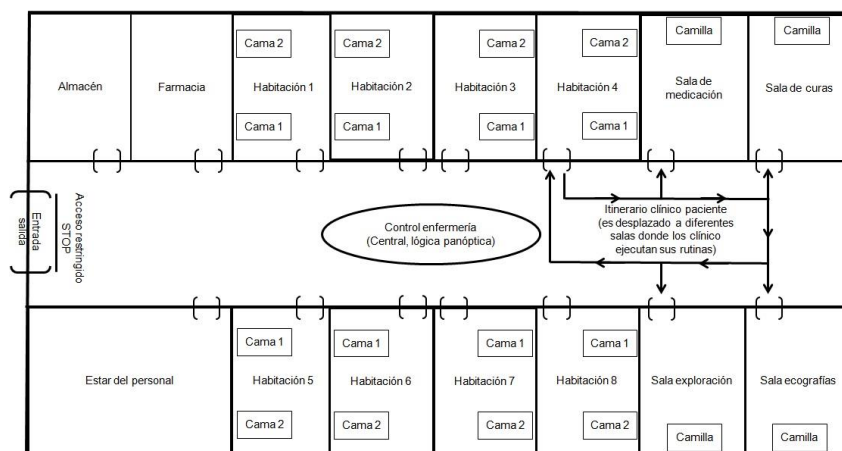 Cama 2
Cama 2
Cama 2
Cama 2
Camilla
Camilla
Almacén
Farmacia
Habitación 1
Habitación 2
Habitación 3
Habitación 4
Sala de
medicación
Sala de curas
Cama 1
Cama 1
Cama 1
Cama 1
Entrada
salida
Acceso restringido
STOP
Control enfermería
(Central, lógica panóptica)
Itinerario clínico paciente
(es desplazado a diferentes
salas donde los clínico
ejecutan sus rutinas)
Cama 1
Cama 1
Cama 1
Cama 1
Estar del personal
Habitación 5
Habitación 6
Habitación 7
Habitación 8
Sala exploración
Sala ecografías
Cama 2
Cama 2
Cama 2
Cama 2
Camilla
Camilla